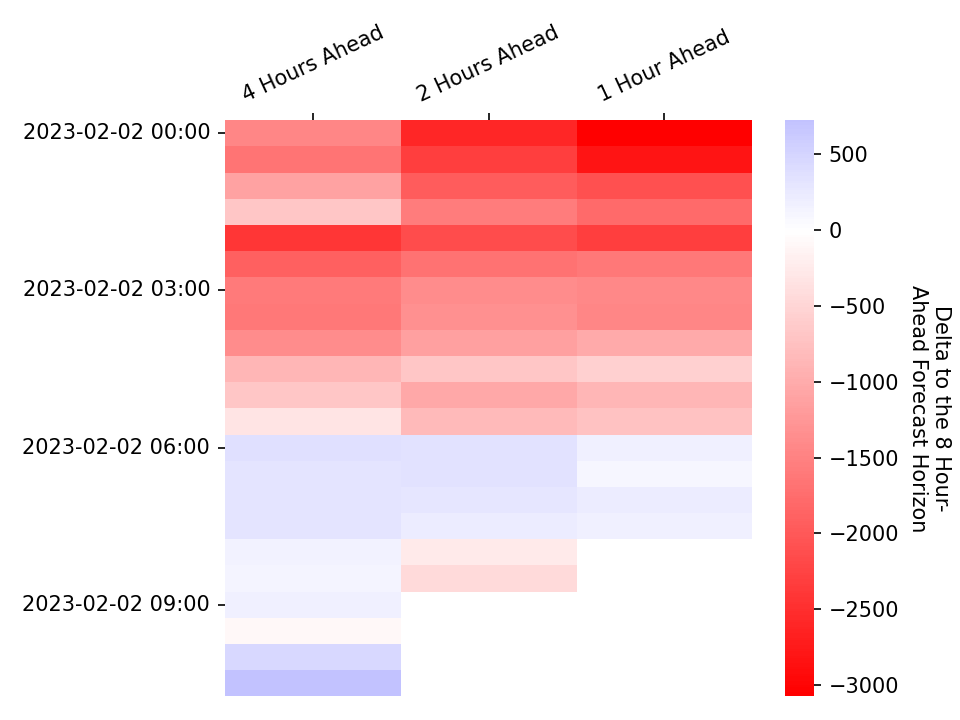 4 Hours Ahead
2 Hours Ahead
1 Hour Ahead
2023-02-02 00:00
2023-02-02 03:00
2023-02-02 06:00
2023-02-02 09:00
500
0
−500
−1000
−1500
−2000
−2500
−3000
Delta to the 8 Hour-
Ahead Forecast Horizon